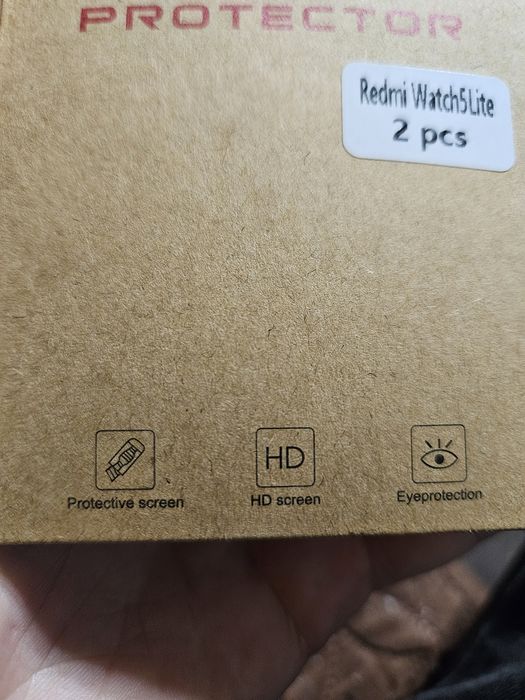 PROTECTOR
Redmi Watch5Lite
2 pcs
HD
Protective screen
HD screen
Eyeprotection